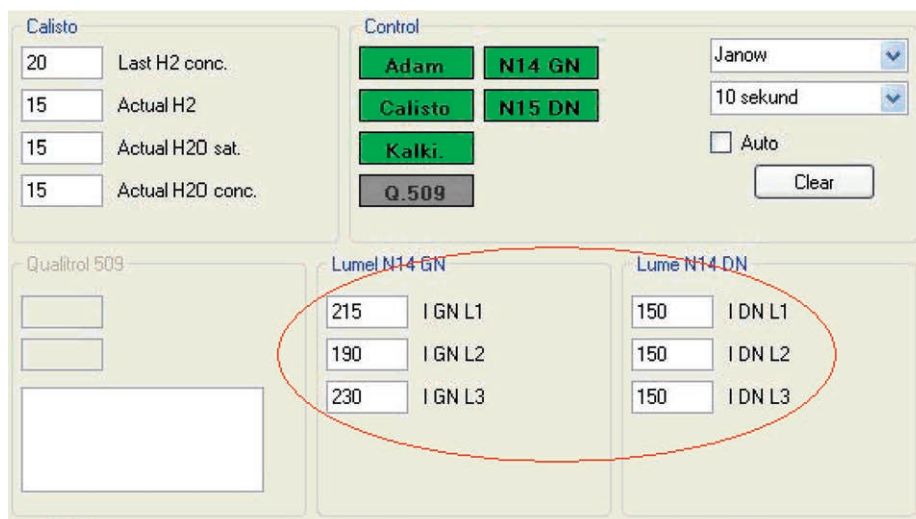 Calisto
20 Last H2 conc.
15 Actual H2
15 Actual H20 sat.
15 Actual H20 conc.
Control
Adam N14 GN
Calisto N15 DN
Kalki.
Q.509
Janow
10 sekund
Auto
Clear
Qualitrol 509
Lumel N14 GN
215 I GN L1
190 I GN L2
230 I GN L3
Lume N14 DN
150 I DN L1
150 I DN L2
150 I DN L3